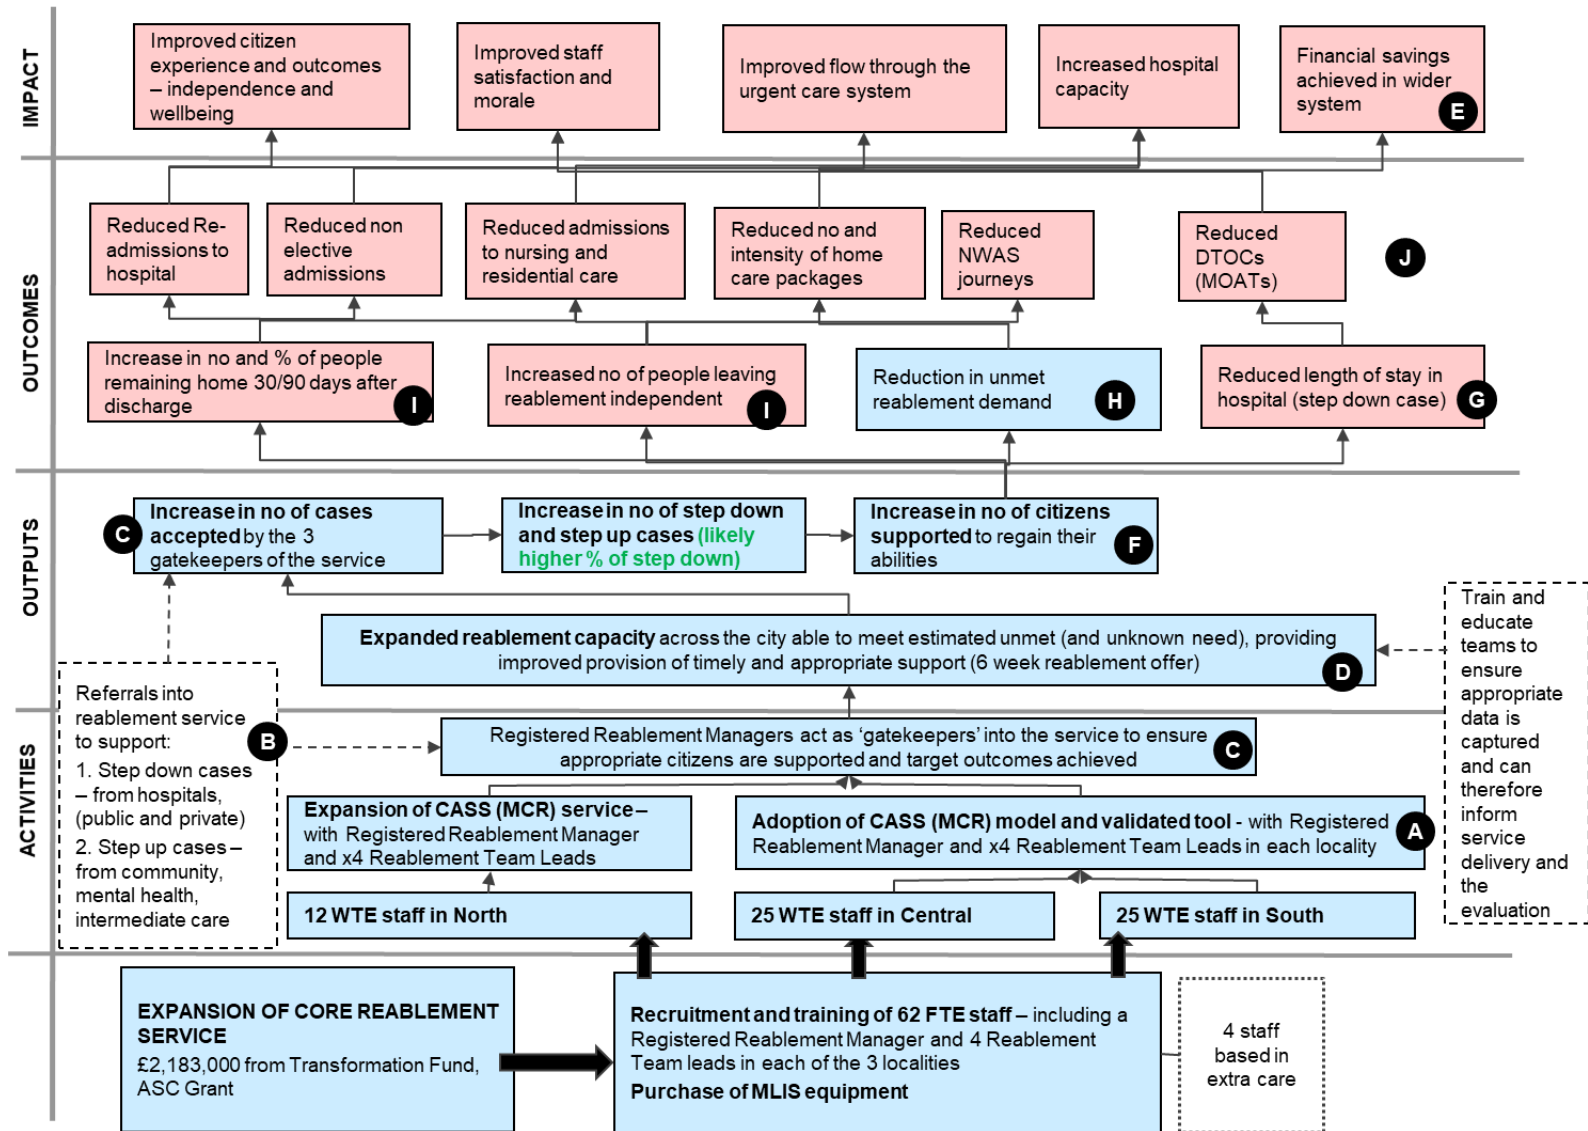 IMPACT
Improved citizen
experience and outcomes
– independence and
wellbeing
Improved staff
satisfaction and
morale
Improved flow through the
urgent care system
Increased hospital
capacity
Financial savings
achieved in wider
system
E
OUTCOMES
Reduced Re-
admissions to
hospital
Reduced non
elective
admissions
Reduced admissions
to nursing and
residential care
Reduced no and
intensity of home
care packages
Reduced
NWAS
journeys
Reduced
DTOCs
(MOATs)
J
Increase in no and % of people
remaining home 30/90 days after
discharge
I
Increased no of people leaving
reablement independent
I
Reduction in unmet
reablement demand
H
Reduced length of stay in
hospital (step down case)
G
OUTPUTS
C
Increase in no of cases
accepted by the 3
gatekeepers of the service
Increase in no of step down
and step up cases (likely
higher % of step down)
Increase in no of citizens
supported to regain their
abilities
F
Expanded reablement capacity across the city able to meet estimated unmet (and unknown need), providing
improved provision of timely and appropriate support (6 week reablement offer)
D
Train and
educate
teams to
ensure
appropriate
data is
captured
and can
therefore
inform
service
delivery and
the
evaluation
ACTIVITIES
Referrals into
reablement service
to support:
1. Step down cases
– from hospitals,
(public and private)
2. Step up cases –
from community,
mental health,
intermediate care
B
Registered Reablement Managers act as ‘gatekeepers’ into the service to ensure
appropriate citizens are supported and target outcomes achieved
C
Expansion of CASS (MCR) service –
with Registered Reablement Manager
and x4 Reablement Team Leads
Adoption of CASS (MCR) model and validated tool - with Registered
Reablement Manager and x4 Reablement Team Leads in each locality
A
12 WTE staff in North
25 WTE staff in Central
25 WTE staff in South
EXPANSION OF CORE REABLEMENT
SERVICE
£2,183,000 from Transformation Fund,
ASC Grant
Recruitment and training of 62 FTE staff – including a
Registered Reablement Manager and 4 Reablement
Team leads in each of the 3 localities
Purchase of MLIS equipment
4 staff
based in
extra care